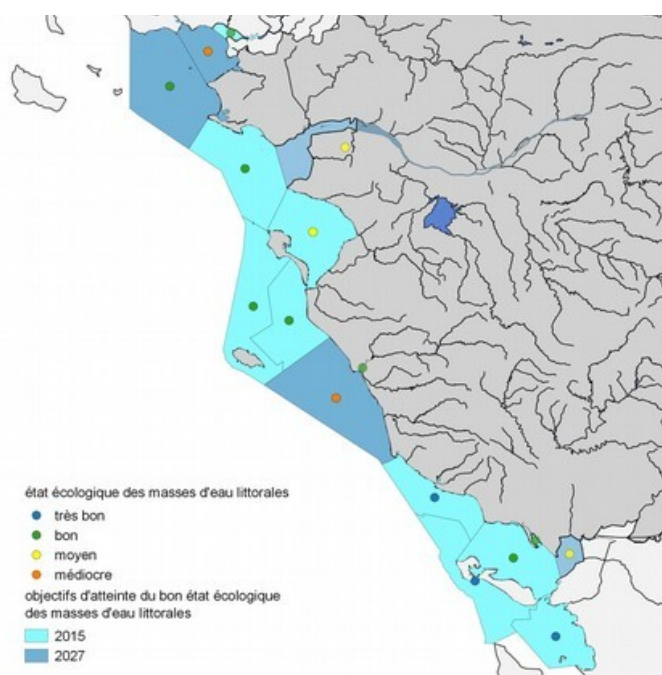 état écologique des masses d'eau littorales
très bon
bon
moyen
médiocre
objectifs d'atteinte du bon état écologique
des masses d'eau littorales
2015
2027